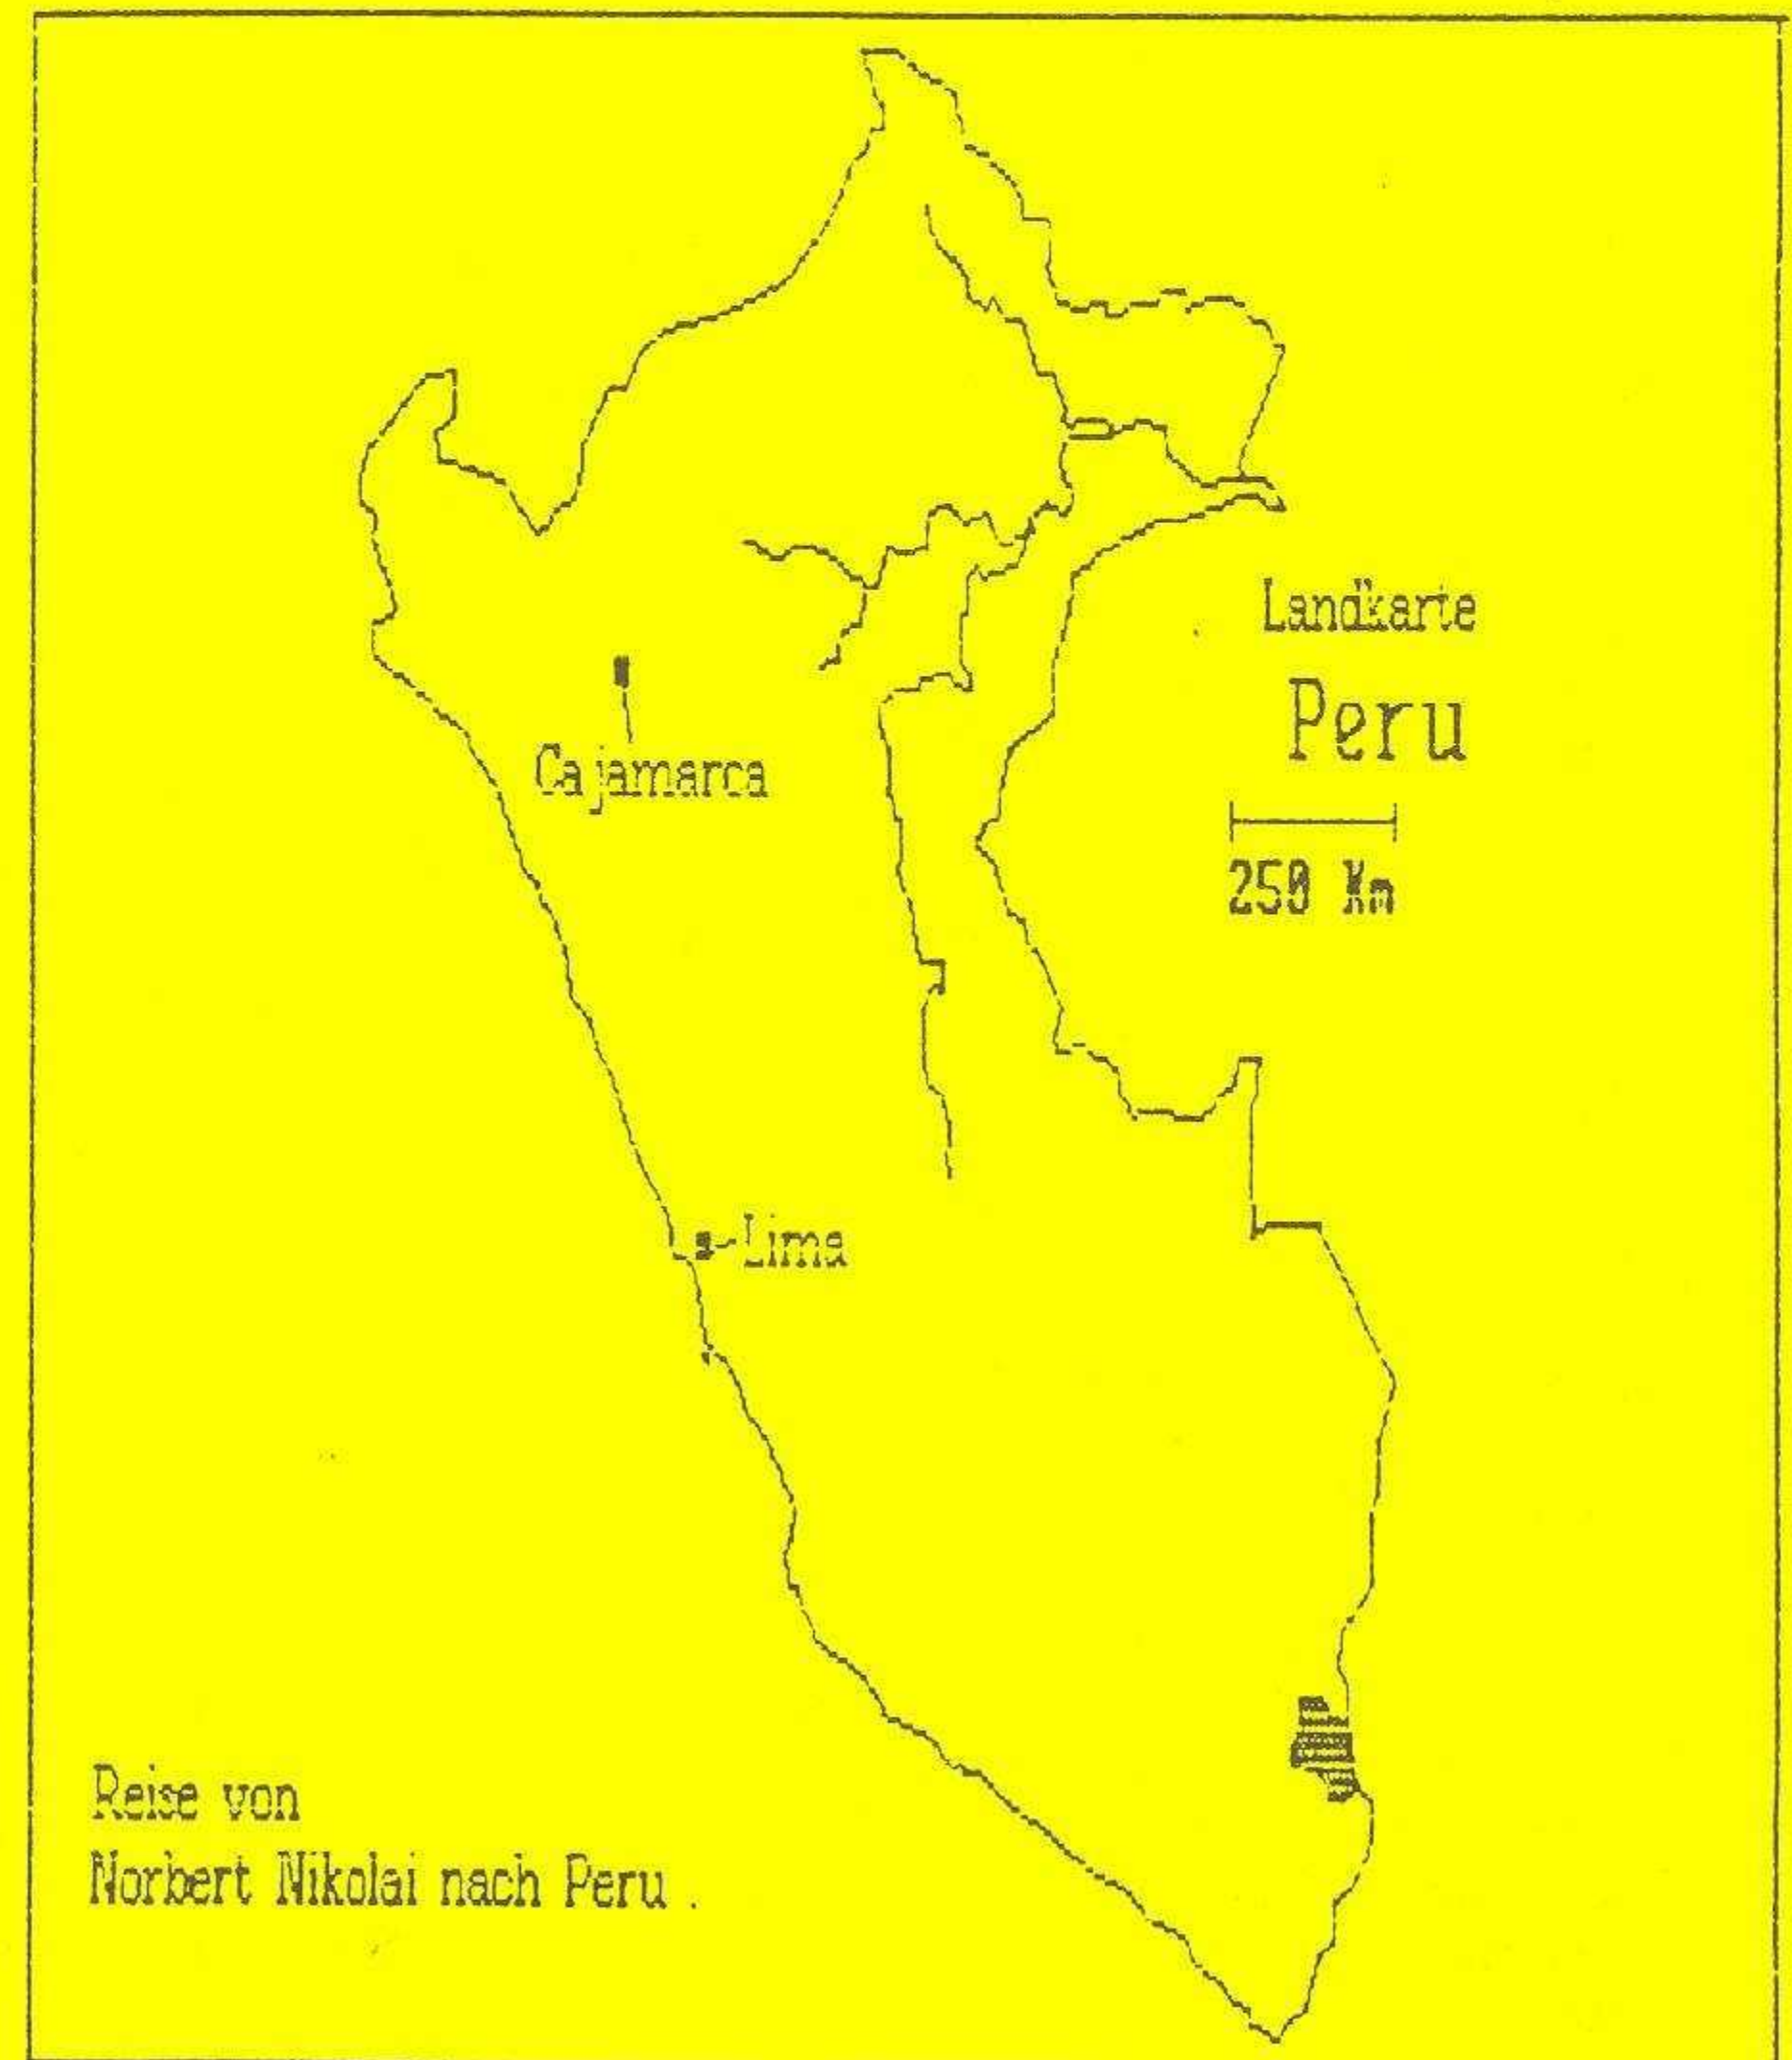 Landkarte
Peru
250 Km
Cajamarca
Lima
Reise von
Norbert Nikolai nach Peru .